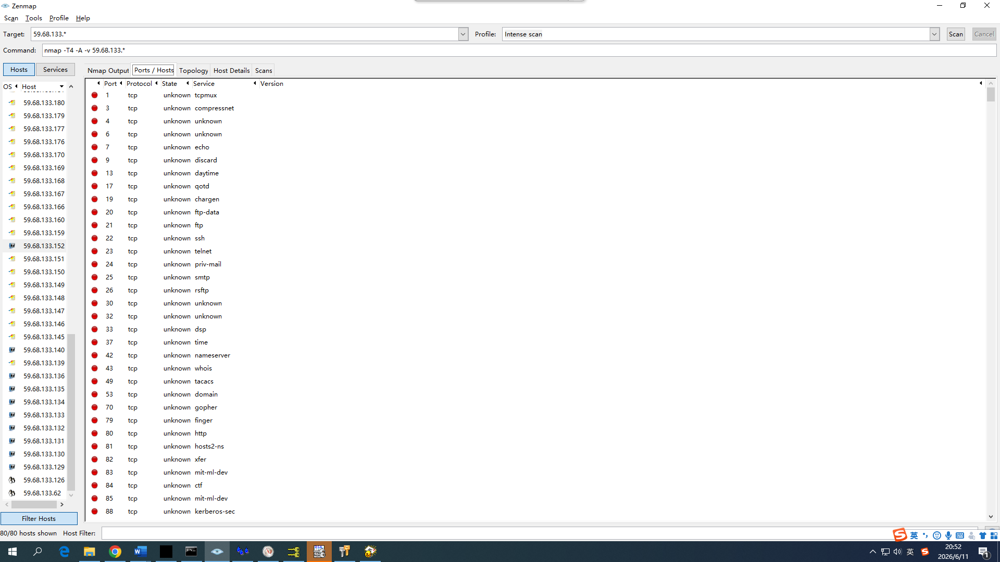 Zenmap
Scan Tools Profile Help
Target: 59.68.133.* Profile: Intense scan Scan Cancel
Command: nmap -T4 -A -v 59.68.133.*
Hosts Services
Nmap Output Ports / Hosts Topology Host Details Scans
OS Host
59.68.133.180
59.68.133.179
59.68.133.177
59.68.133.176
59.68.133.170
59.68.133.169
59.68.133.168
59.68.133.167
59.68.133.166
59.68.133.160
59.68.133.159
59.68.133.152
59.68.133.151
59.68.133.150
59.68.133.149
59.68.133.148
59.68.133.147
59.68.133.146
59.68.133.145
59.68.133.140
59.68.133.139
59.68.133.136
59.68.133.135
59.68.133.134
59.68.133.133
59.68.133.132
59.68.133.131
59.68.133.130
59.68.133.129
59.68.133.126
59.68.133.62
Filter Hosts
Port Protocol State Service Version
1 tcp unknown tcpmux
3 tcp unknown compressnet
4 tcp unknown unknown
6 tcp unknown unknown
7 tcp unknown echo
9 tcp unknown discard
13 tcp unknown daytime
17 tcp unknown qotd
19 tcp unknown chargen
20 tcp unknown ftp-data
21 tcp unknown ftp
22 tcp unknown ssh
23 tcp unknown telnet
24 tcp unknown priv-mail
25 tcp unknown smtp
26 tcp unknown rsftp
30 tcp unknown unknown
32 tcp unknown unknown
33 tcp unknown dsp
37 tcp unknown time
42 tcp unknown nameserver
43 tcp unknown whois
49 tcp unknown tacacs
53 tcp unknown domain
70 tcp unknown gopher
79 tcp unknown finger
80 tcp unknown http
81 tcp unknown hosts2-ns
82 tcp unknown xfer
83 tcp unknown mit-ml-dev
84 tcp unknown ctf
85 tcp unknown mit-ml-dev
88 tcp unknown kerberos-sec
80/80 hosts shown Host Filter:
英
英
20:52
2026/6/11
1